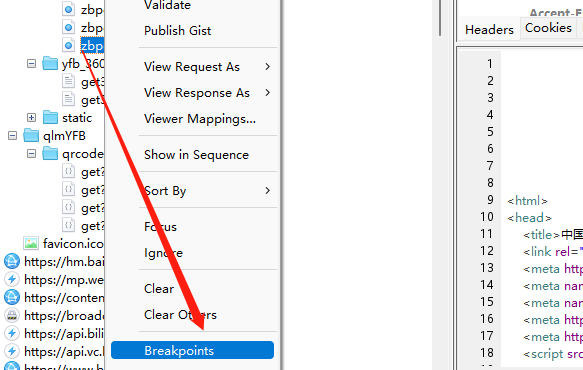 zbp
zbp
zbp
yfb_360
get
get
static
qlmYFB
qrcode
get?
get?
get?
get?
favicon.ico
https://hm.bai
https://mp.we
https://conten
https://broadc
https://api.bili
https://api.vc.l
https://www.b
Validate
Publish Gist
View Request As
View Response As
Viewer Mappings...
Show in Sequence
Sort By
Focus
Ignore
Clear
Clear Others
Breakpoints
Accent-F
Headers
Cookies
1
2
3
4
5
6
7
8
9 <html>
10 <head>
11 <title>中国
12 <link rel="
13 <meta http
14 <meta nam
15 <meta nam
16 <meta http
17 <meta http
18 <script src